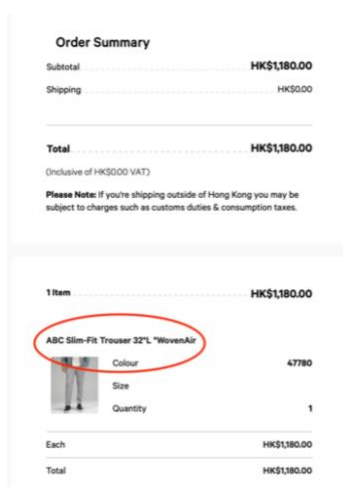 Order Summary
Subtotal HK$1,180.00
Shipping HK$0.00
Total HK$1,180.00
(Inclusive of HK$0.00 VAT)
Please Note: If you're shipping outside of Hong Kong you may be
subject to charges such as customs duties & consumption taxes.
1 Item HK$1,180.00
ABC Slim-Fit Trouser 32"L "WovenAir
Colour 47780
Size
Quantity 1
Each HK$1,180.00
Total HK$1,180.00